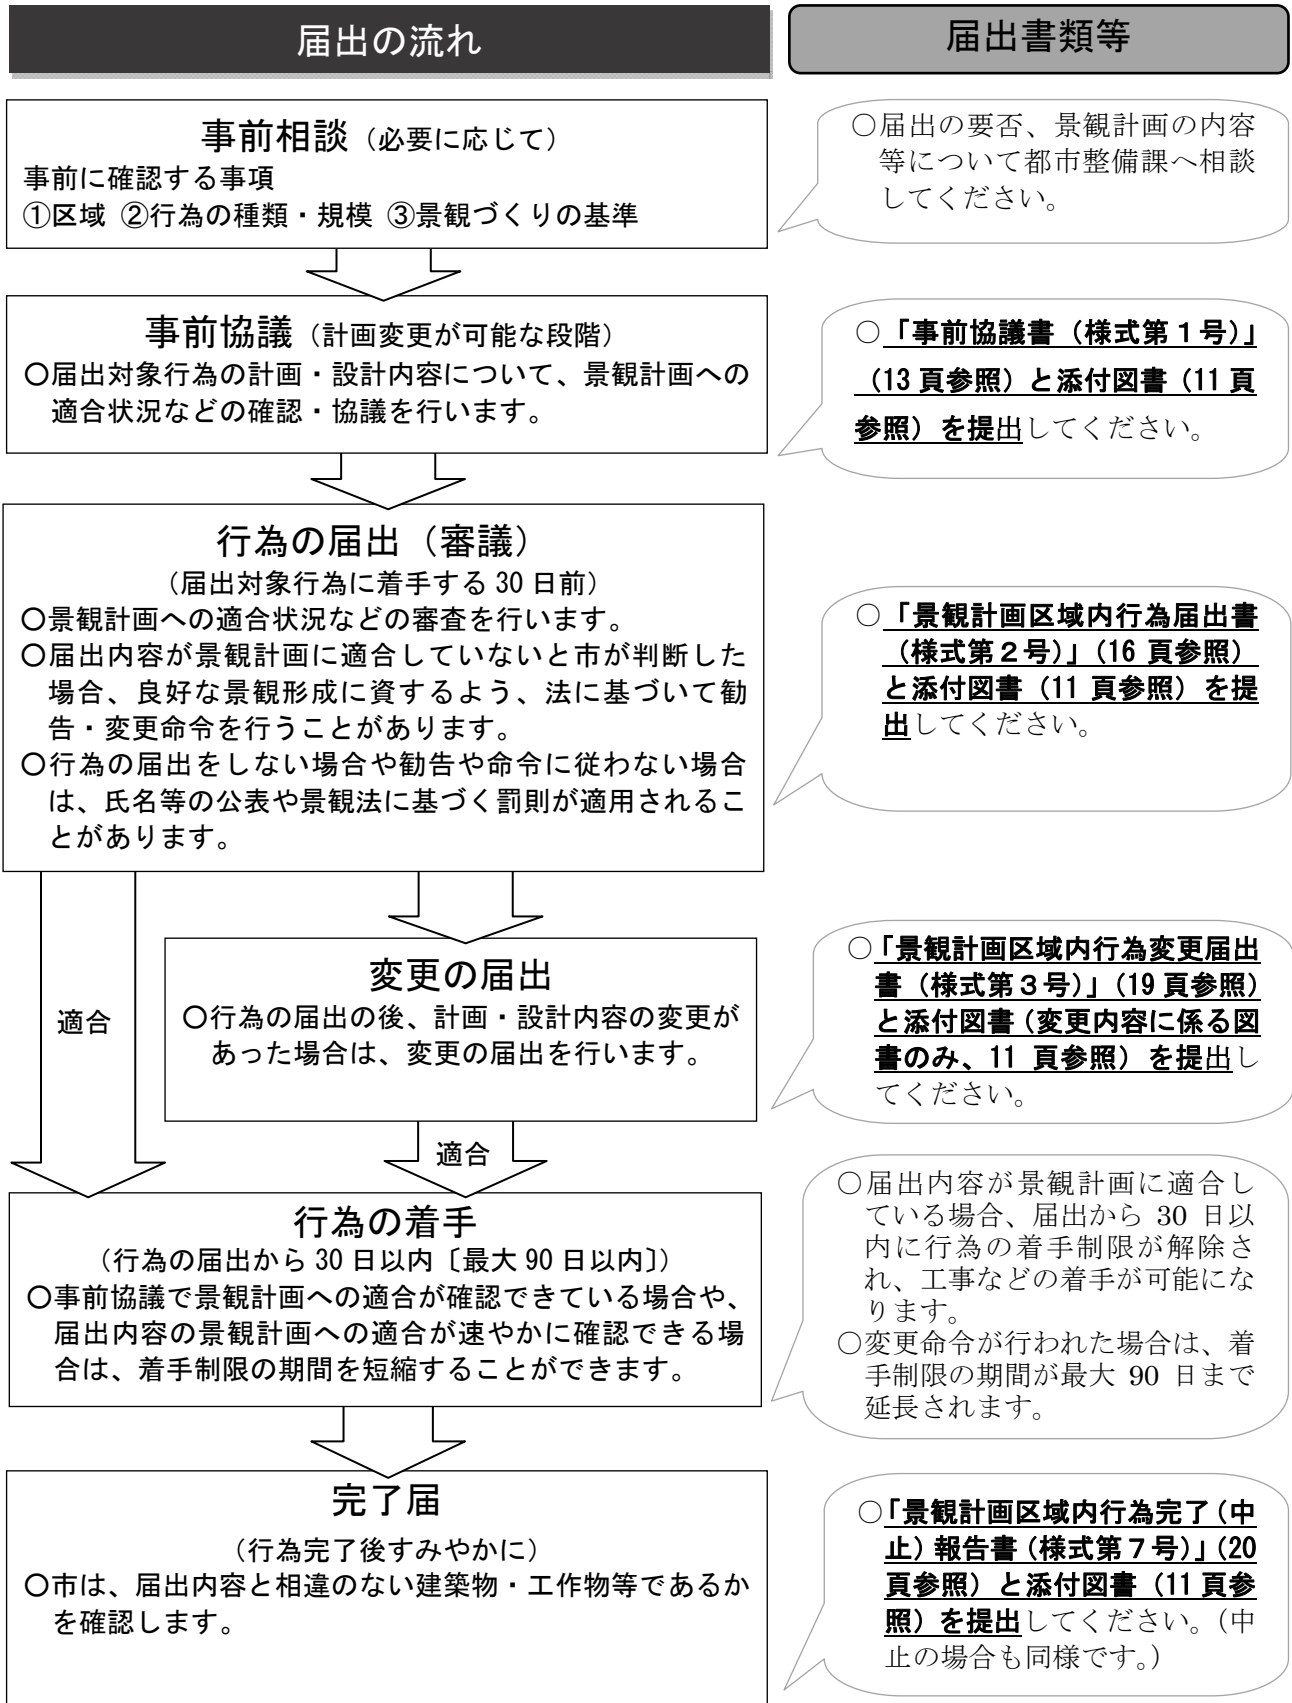 届出の流れ
届出書類等
事前相談（必要に応じて）
事前に確認する事項
①区域 ②行為の種類・規模 ③景観づくりの基準
○届出の要否、景観計画の内容
等について都市整備課へ相談
してください。
事前協議（計画変更が可能な段階）
○届出対象行為の計画・設計内容について、景観計画への
適合状況などの確認・協議を行います。
○「事前協議書（様式第１号）」
（13 頁参照）と添付図書（11 頁
参照）を提出してください。
行為の届出（審議）
（届出対象行為に着手する 30 日前）
○景観計画への適合状況などの審査を行います。
○届出内容が景観計画に適合していないと市が判断した
場合、良好な景観形成に資するよう、法に基づいて勧
告・変更命令を行うことがあります。
○行為の届出をしない場合や勧告や命令に従わない場合
は、氏名等の公表や景観法に基づく罰則が適用されるこ
とがあります。
○「景観計画区域内行為届出書
（様式第２号）」（16 頁参照）
と添付図書（11 頁参照）を提
出してください。
適合
変更の届出
○行為の届出の後、計画・設計内容の変更が
あった場合は、変更の届出を行います。
○「景観計画区域内行為変更届出
書（様式第３号）」（19 頁参照）
と添付図書（変更内容に係る図
書のみ、11 頁参照）を提出し
てください。
適合
行為の着手
（行為の届出から 30 日以内〔最大 90 日以内〕）
○事前協議で景観計画への適合が確認できている場合や、
届出内容の景観計画への適合が速やかに確認できる場
合は、着手制限の期間を短縮することができます。
○届出内容が景観計画に適合し
ている場合、届出から 30 日以
内に行為の着手制限が解除さ
れ、工事などの着手が可能にな
ります。
○変更命令が行われた場合は、着
手制限の期間が最大 90 日まで
延長されます。
完了届
（行為完了後すみやかに）
○市は、届出内容と相違のない建築物・工作物等であるか
を確認します。
○「景観計画区域内行為完了（中
止）報告書（様式第７号）」（20
頁参照）と添付図書（11 頁参
照）を提出してください。（中
止の場合も同様です。）